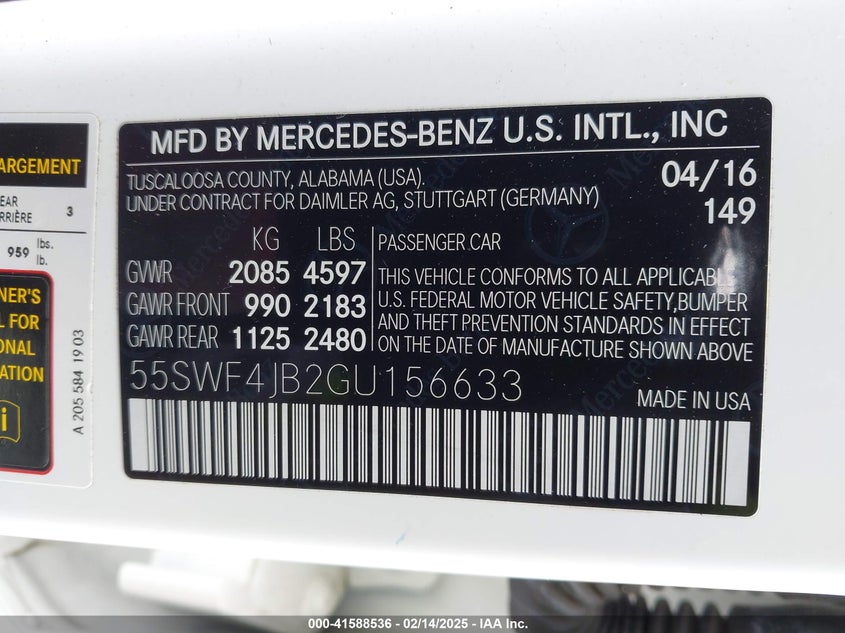 MFD BY MERCEDES-BENZ U.S. INTL., INC
TUSCALOOSA COUNTY, ALABAMA (USA).
UNDER CONTRACT FOR DAIMLER AG, STUTTGART (GERMANY)
04/16
149
KG LBS
GVWR 2085 4597
GAWR FRONT 990 2183
GAWR REAR 1125 2480
PASSENGER CAR
THIS VEHICLE CONFORMS TO ALL APPLICABLE
U.S. FEDERAL MOTOR VEHICLE SAFETY,BUMPER
AND THEFT PREVENTION STANDARDS IN EFFECT
ON DATE OF MANUFACTURE SHOWN ABOVE
55SWF4JB2GU156633
MADE IN USA
ARGEMENT
EAR
RRIÈRE 3
959 lbs.
lb.
NER'S
L FOR
ONAL
ATION
i
A 205 584 19 03
000-41588536 - 02/14/2025 - IAA Inc.